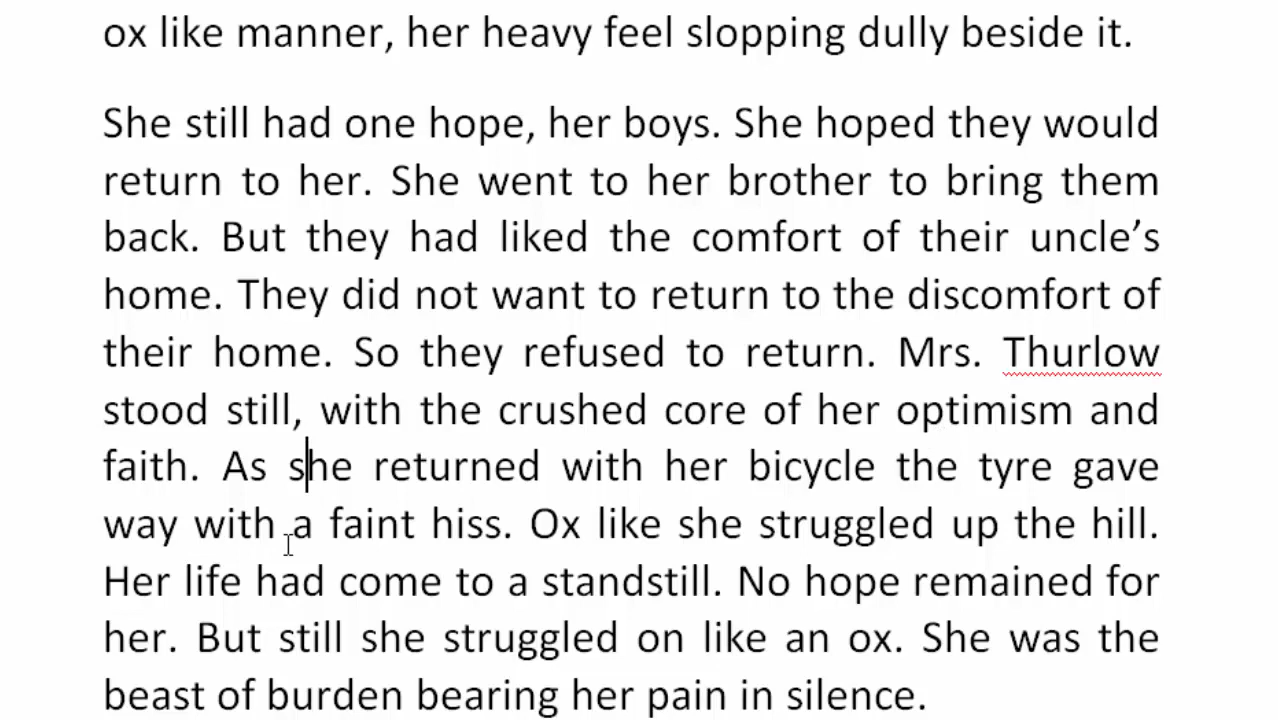 ox like manner, her heavy feel slopping dully beside it.
She still had one hope, her boys. She hoped they would
return to her. She went to her brother to bring them
back. But they had liked the comfort of their uncle’s
home. They did not want to return to the discomfort of
their home. So they refused to return. Mrs. Thurlow
stood still, with the crushed core of her optimism and
faith. As she returned with her bicycle the tyre gave
way with a faint hiss. Ox like she struggled up the hill.
Her life had come to a standstill. No hope remained for
her. But still she struggled on like an ox. She was the
beast of burden bearing her pain in silence.